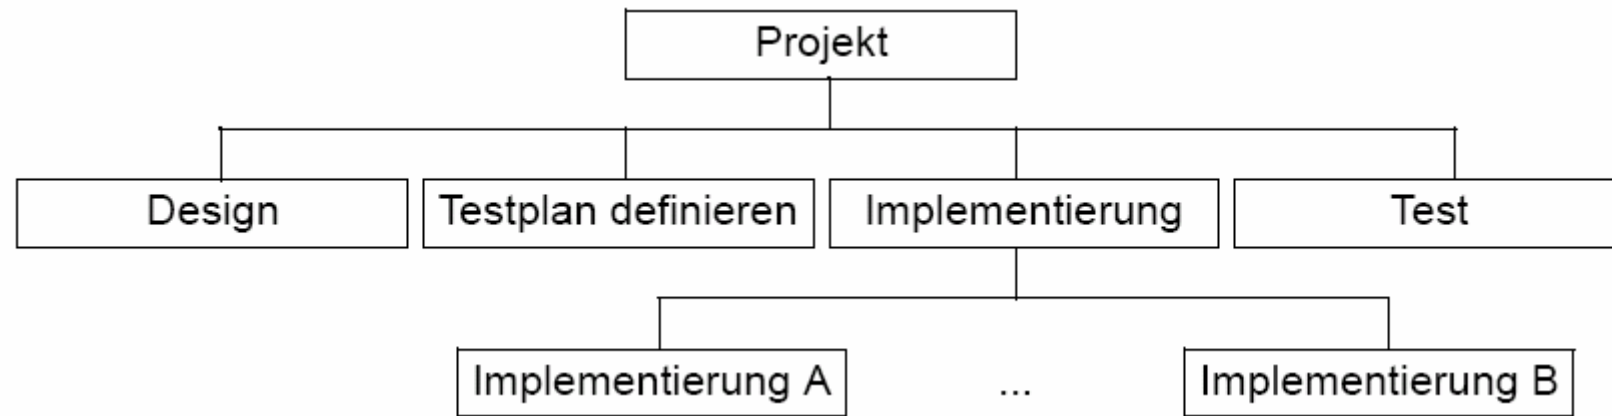 Projekt
Design
Testplan definieren
Implementierung
Test
Implementierung A
...
Implementierung B